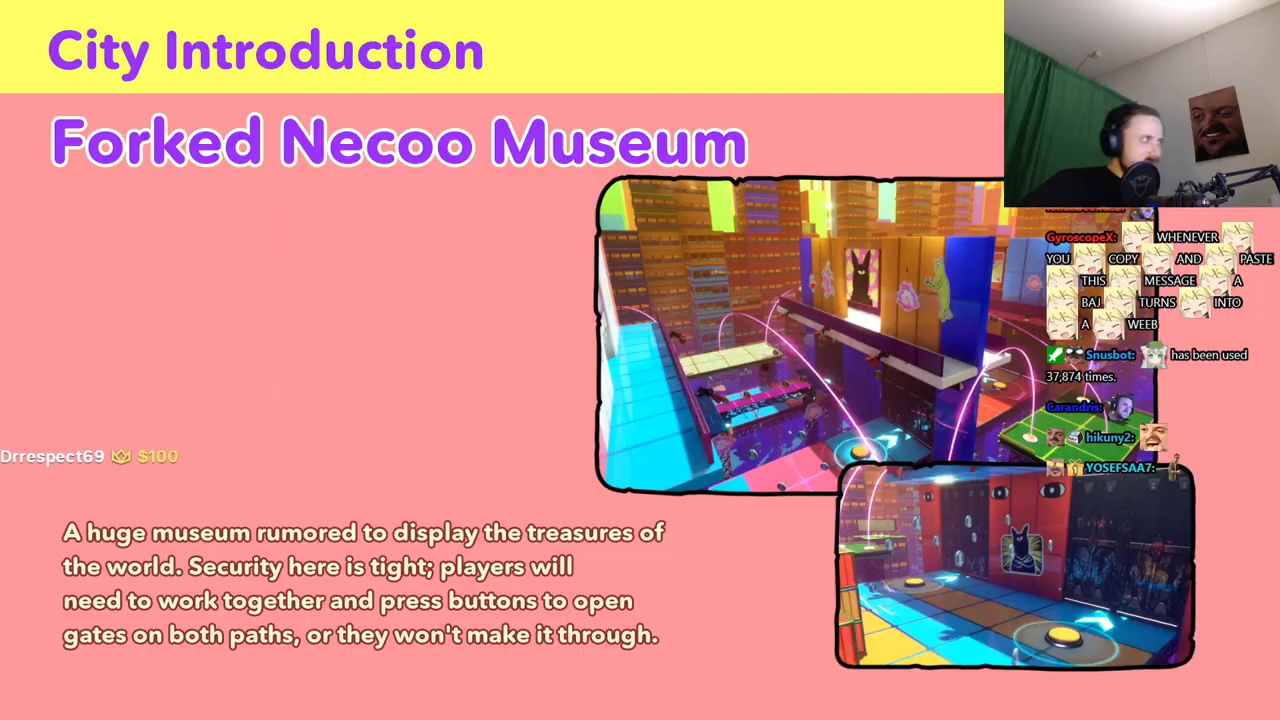 City Introduction
Forked Necoo Museum
GyroscopeX: WHENEVER
YOU COPY AND PASTE
THIS MESSAGE A
BAJ TURNS INTO
A WEEB
Snusbot: has been used
37,874 times.
Carandris:
hikuny2:
YOSEFSAA7:
Drrespect69 $100
A huge museum rumored to display the treasures of
the world. Security here is tight; players will
need to work together and press buttons to open
gates on both paths, or they won't make it through.